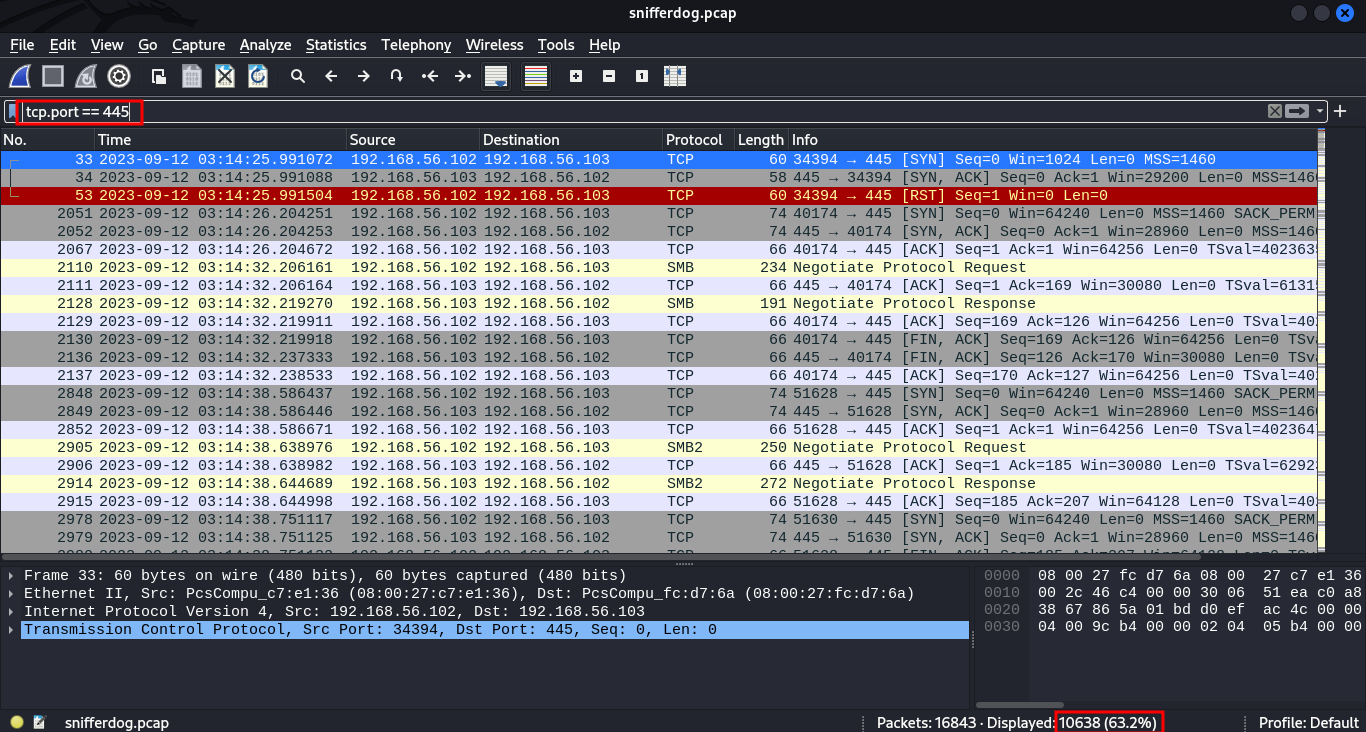 snifferdog.pcap
File Edit View Go Capture Analyze Statistics Telephony Wireless Tools Help
tcp.port == 445
No. Time Source Destination Protocol Length Info
33 2023-09-12 03:14:25.991072 192.168.56.102 192.168.56.103 TCP 60 34394 → 445 [SYN] Seq=0 Win=1024 Len=0 MSS=1460
34 2023-09-12 03:14:25.991088 192.168.56.103 192.168.56.102 TCP 58 445 → 34394 [SYN, ACK] Seq=0 Ack=1 Win=29200 Len=0 MSS=146
53 2023-09-12 03:14:25.991504 192.168.56.102 192.168.56.103 TCP 60 34394 → 445 [RST] Seq=1 Win=0 Len=0
2051 2023-09-12 03:14:26.204251 192.168.56.102 192.168.56.103 TCP 74 40174 → 445 [SYN] Seq=0 Win=64240 Len=0 MSS=1460 SACK_PERM
2052 2023-09-12 03:14:26.204253 192.168.56.103 192.168.56.102 TCP 74 445 → 40174 [SYN, ACK] Seq=0 Ack=1 Win=28960 Len=0 MSS=146
2067 2023-09-12 03:14:26.204672 192.168.56.102 192.168.56.103 TCP 66 40174 → 445 [ACK] Seq=1 Ack=1 Win=64256 Len=0 TSval=402363
2110 2023-09-12 03:14:32.206161 192.168.56.102 192.168.56.103 SMB 234 Negotiate Protocol Request
2111 2023-09-12 03:14:32.206164 192.168.56.103 192.168.56.102 TCP 66 445 → 40174 [ACK] Seq=1 Ack=169 Win=30080 Len=0 TSval=6131
2128 2023-09-12 03:14:32.219270 192.168.56.103 192.168.56.102 SMB 191 Negotiate Protocol Response
2129 2023-09-12 03:14:32.219911 192.168.56.102 192.168.56.103 TCP 66 40174 → 445 [ACK] Seq=169 Ack=126 Win=64256 Len=0 TSval=40
2130 2023-09-12 03:14:32.219918 192.168.56.102 192.168.56.103 TCP 66 40174 → 445 [FIN, ACK] Seq=169 Ack=126 Win=64256 Len=0 TSv
2136 2023-09-12 03:14:32.237333 192.168.56.103 192.168.56.102 TCP 66 445 → 40174 [FIN, ACK] Seq=126 Ack=170 Win=30080 Len=0 TSv
2137 2023-09-12 03:14:32.238533 192.168.56.102 192.168.56.103 TCP 66 40174 → 445 [ACK] Seq=170 Ack=127 Win=64256 Len=0 TSval=40
2848 2023-09-12 03:14:38.586437 192.168.56.102 192.168.56.103 TCP 74 51628 → 445 [SYN] Seq=0 Win=64240 Len=0 MSS=1460 SACK_PERM
2849 2023-09-12 03:14:38.586446 192.168.56.103 192.168.56.102 TCP 74 445 → 51628 [SYN, ACK] Seq=0 Ack=1 Win=28960 Len=0 MSS=146
2852 2023-09-12 03:14:38.586671 192.168.56.102 192.168.56.103 TCP 66 51628 → 445 [ACK] Seq=1 Ack=1 Win=64256 Len=0 TSval=402364
2905 2023-09-12 03:14:38.638976 192.168.56.102 192.168.56.103 SMB2 250 Negotiate Protocol Request
2906 2023-09-12 03:14:38.638982 192.168.56.103 192.168.56.102 TCP 66 445 → 51628 [ACK] Seq=1 Ack=185 Win=30080 Len=0 TSval=6292
2914 2023-09-12 03:14:38.644689 192.168.56.103 192.168.56.102 SMB2 272 Negotiate Protocol Response
2915 2023-09-12 03:14:38.644998 192.168.56.102 192.168.56.103 TCP 66 51628 → 445 [ACK] Seq=185 Ack=207 Win=64128 Len=0 TSval=40
2978 2023-09-12 03:14:38.751117 192.168.56.102 192.168.56.103 TCP 74 51630 → 445 [SYN] Seq=0 Win=64240 Len=0 MSS=1460 SACK_PERM
2979 2023-09-12 03:14:38.751125 192.168.56.103 192.168.56.102 TCP 74 445 → 51630 [SYN, ACK] Seq=0 Ack=1 Win=28960 Len=0 MSS=146
Frame 33: 60 bytes on wire (480 bits), 60 bytes captured (480 bits)
Ethernet II, Src: PcsCompu_c7:e1:36 (08:00:27:c7:e1:36), Dst: PcsCompu_fc:d7:6a (08:00:27:fc:d7:6a)
Internet Protocol Version 4, Src: 192.168.56.102, Dst: 192.168.56.103
Transmission Control Protocol, Src Port: 34394, Dst Port: 445, Seq: 0, Len: 0
0000 08 00 27 fc d7 6a 08 00 27 c7 e1 36
0010 00 2c 46 c4 00 00 30 06 51 ea c0 a8
0020 38 67 86 5a 01 bd d0 ef ac 4c 00 00
0030 04 00 9c b4 00 00 02 04 05 b4 00 00
snifferdog.pcap Packets: 16843 · Displayed: 10638 (63.2%) Profile: Default